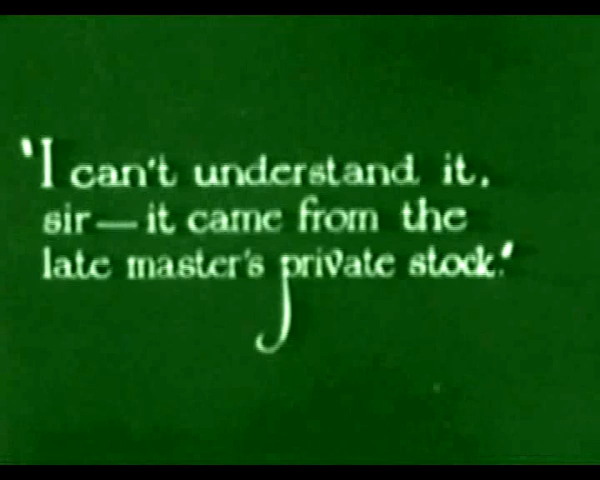 "I can't understand it,
sir—it came from the
late master's private stock."